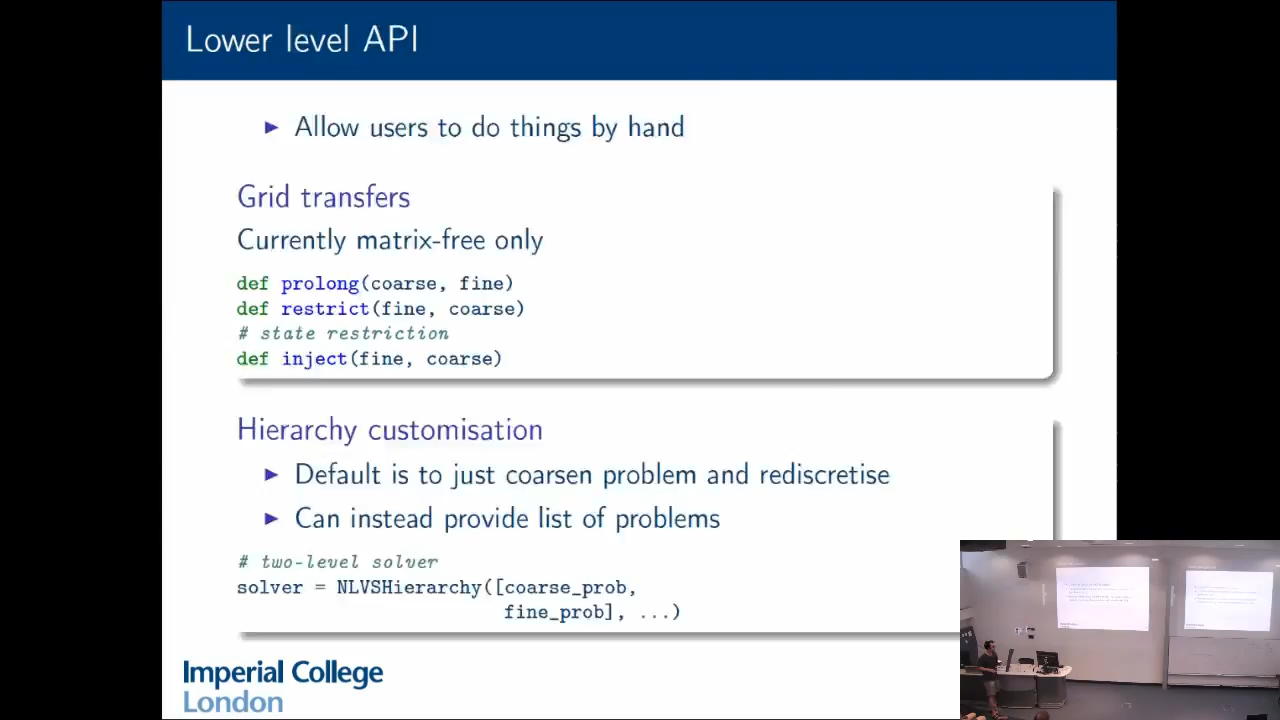 Lower level API
▶ Allow users to do things by hand
Grid transfers
Currently matrix-free only
def prolong(coarse, fine)
def restrict(fine, coarse)
# state restriction
def inject(fine, coarse)
Hierarchy customisation
▶ Default is to just coarsen problem and rediscretise
▶ Can instead provide list of problems
# two-level solver
solver = NLVSHierarchy([coarse_prob,
fine_prob], ...)
Imperial College
London